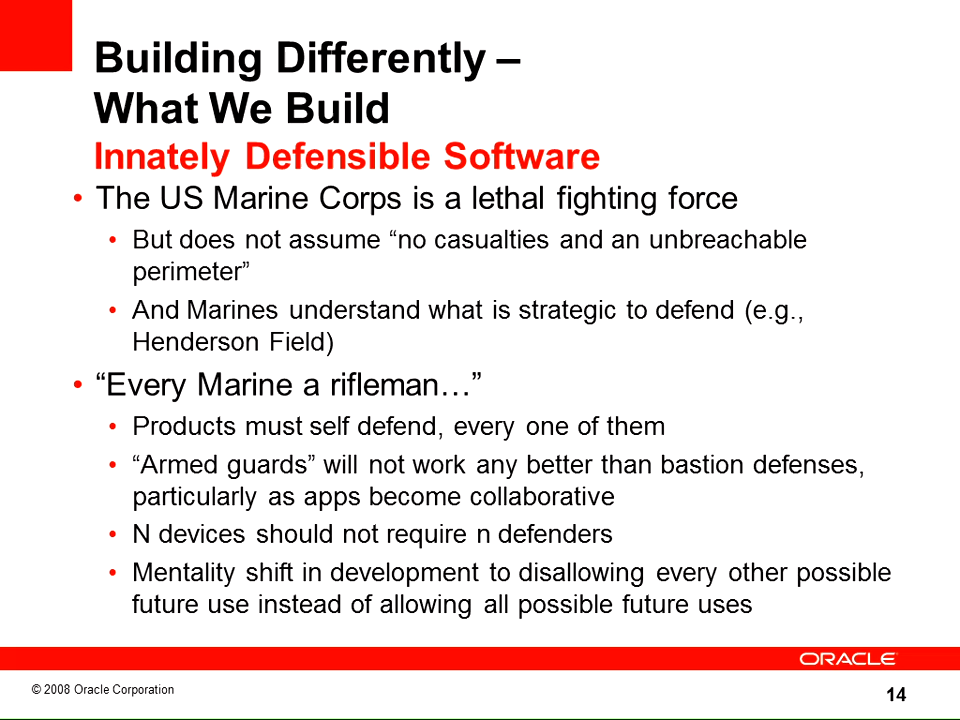 Building Differently –
What We Build
Innately Defensible Software
• The US Marine Corps is a lethal fighting force
• But does not assume “no casualties and an unbreachable
perimeter”
• And Marines understand what is strategic to defend (e.g.,
Henderson Field)
• “Every Marine a rifleman…”
• Products must self defend, every one of them
• “Armed guards” will not work any better than bastion defenses,
particularly as apps become collaborative
• N devices should not require n defenders
• Mentality shift in development to disallowing every other possible
future use instead of allowing all possible future uses
ORACLE
© 2008 Oracle Corporation
14